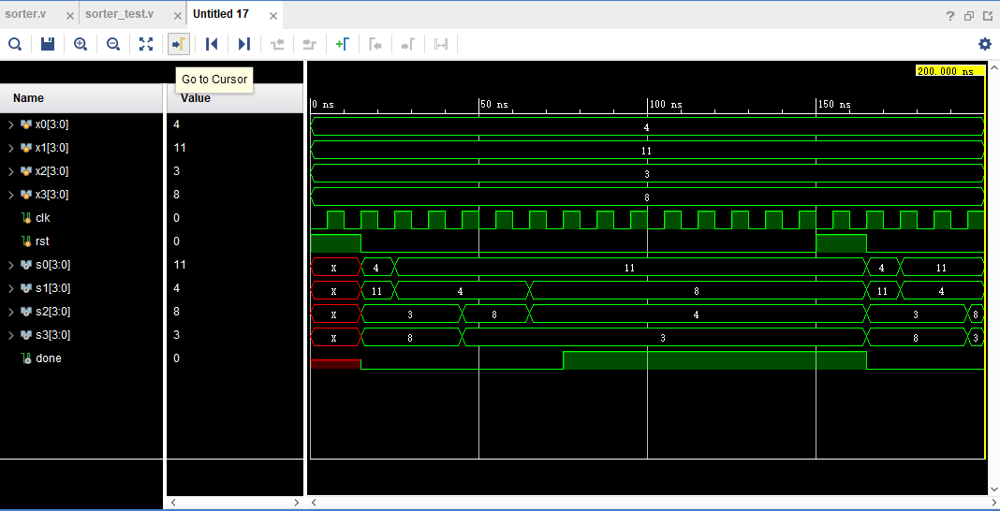 sorter.v × sorter_test.v × Untitled 17 ×
?
Go to Cursor
200.000 ns
Name Value
0 ns 50 ns 100 ns 150 ns
x0[3:0] 4 4
x1[3:0] 11 11
x2[3:0] 3 3
x3[3:0] 8 8
clk 0
rst 0
s0[3:0] 11 X 4 11 4 11
s1[3:0] 4 X 11 4 8 11 4
s2[3:0] 8 X 3 8 4 3 8
s3[3:0] 3 X 8 3 8 3
done 0